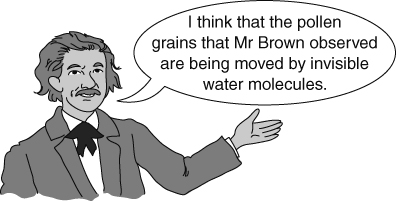 I think that the pollen
grains that Mr Brown observed
are being moved by invisible
water molecules.